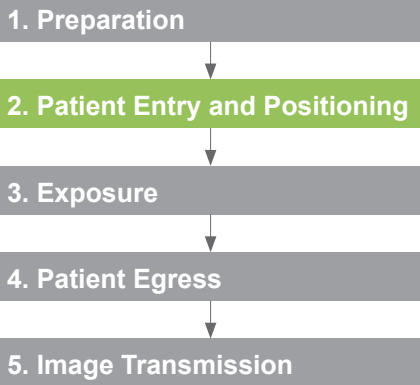 1. Preparation
2. Patient Entry and Positioning
3. Exposure
4. Patient Egress
5. Image Transmission